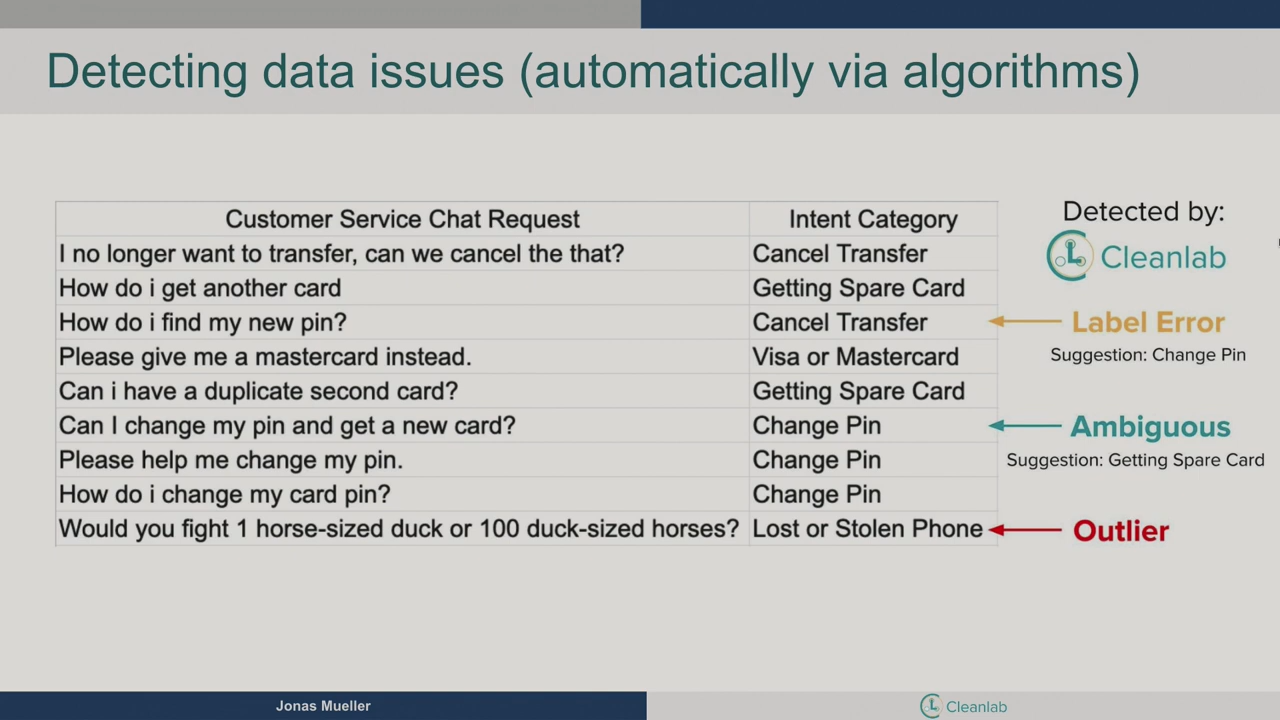 Detecting data issues (automatically via algorithms)
Customer Service Chat Request Intent Category
I no longer want to transfer, can we cancel the that? Cancel Transfer
How do i get another card Getting Spare Card
How do i find my new pin? Cancel Transfer
Please give me a mastercard instead. Visa or Mastercard
Can i have a duplicate second card? Getting Spare Card
Can I change my pin and get a new card? Change Pin
Please help me change my pin. Change Pin
How do i change my card pin? Change Pin
Would you fight 1 horse-sized duck or 100 duck-sized horses? Lost or Stolen Phone
Detected by:
Cleanlab
Label Error
Suggestion: Change Pin
Ambiguous
Suggestion: Getting Spare Card
Outlier
Jonas Mueller
Cleanlab